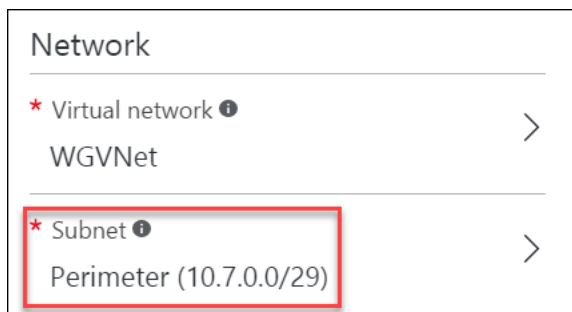 Network
* Virtual network
WGVNet
* Subnet
Perimeter (10.7.0.0/29)